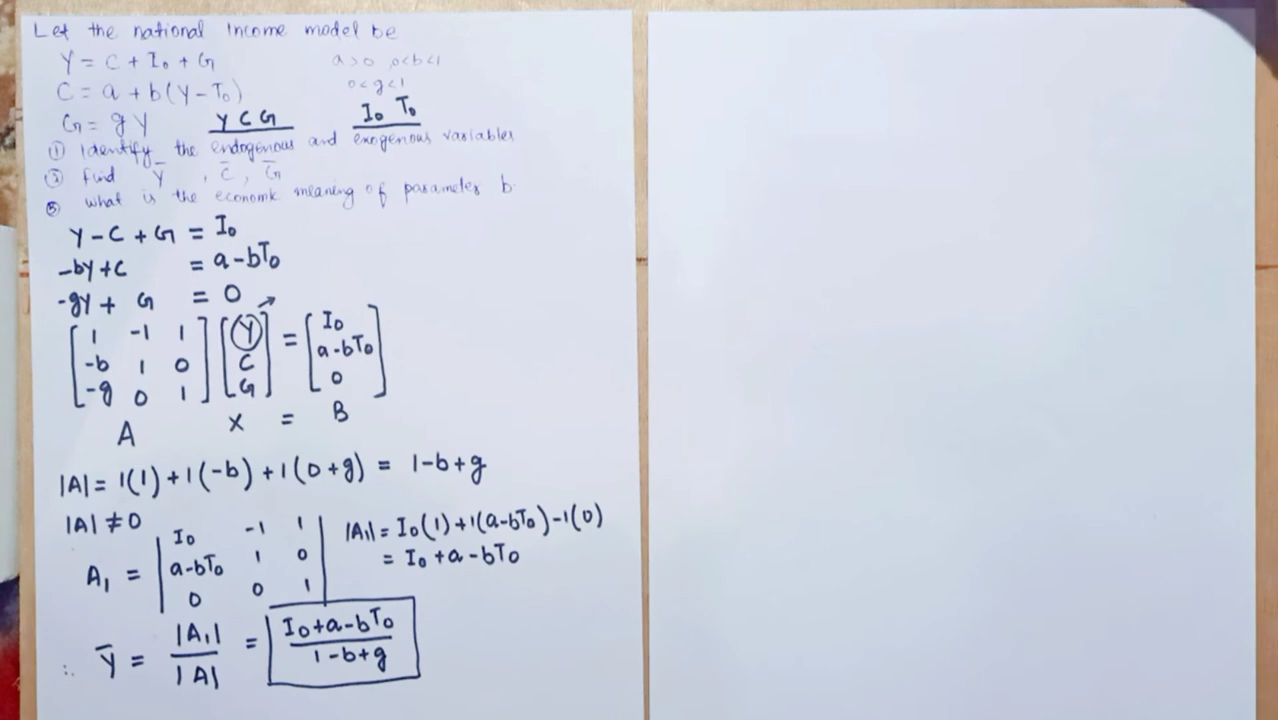 Let the national Income model be
Y = C + I₀ + G a > 0 , 0<b<1
C = a + b(Y-T₀) 0<g<1
G = gY Y C G I₀ T₀
① Identify the endogenous and exogenous variables
② find Ȳ , C̄ , Ḡ
③ what is the economic meaning of parameter b.
Y - C + G = I₀
-bY + C = a - bT₀
-gY + G = 0
[1 -1 1] [Y] = [I₀]
[-b 1 0] [C] [a-bT₀]
[-g 0 1] [G] [0]
A X = B
|A| = 1(1) + 1(-b) + 1(0+g) = 1-b+g
|A| ≠ 0
A₁ = | I₀ -1 1 |
| a-bT₀ 1 0 |
| 0 0 1 |
|A₁| = I₀(1) + 1(a-bT₀) - 1(0)
= I₀ + a - bT₀
∴ Ȳ = |A₁| / |A| = (I₀+a-bT₀) / (1-b+g)